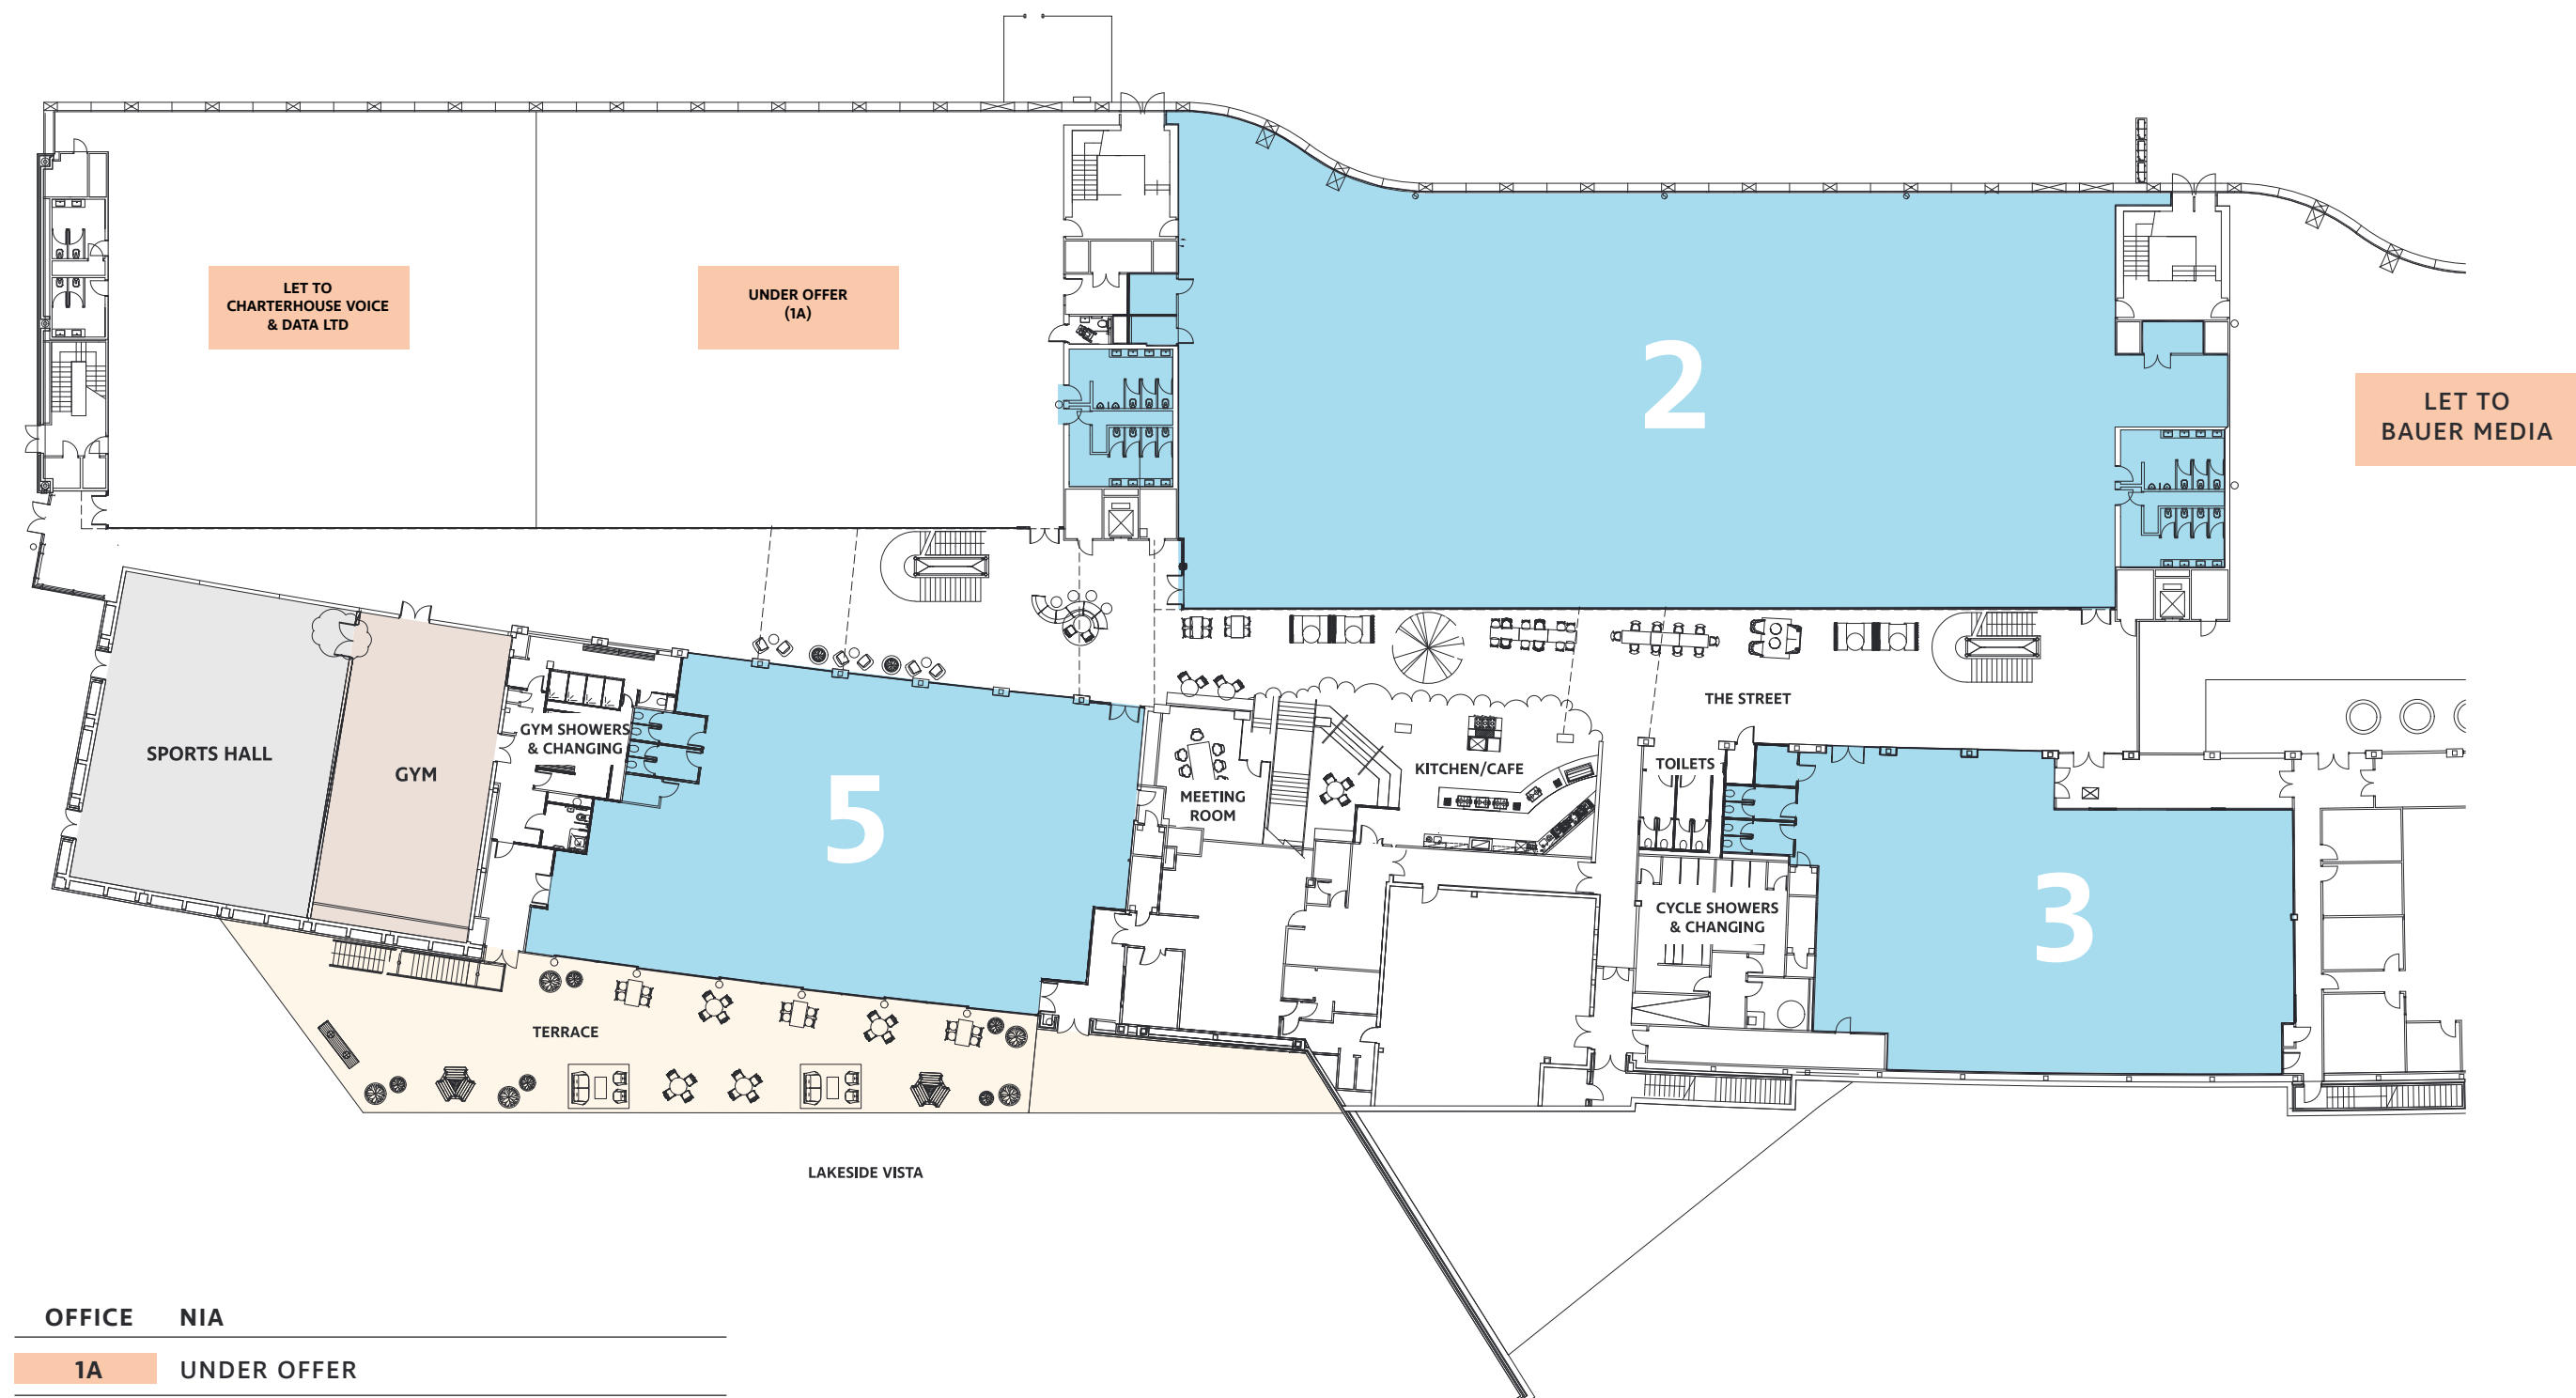 LET TO
CHARTERHOUSE VOICE
& DATA LTD
UNDER OFFER
(1A)
2
LET TO
BAUER MEDIA
THE STREET
SPORTS HALL
GYM
GYM SHOWERS
& CHANGING
5
MEETING
ROOM
KITCHEN/CAFE
TOILETS
CYCLE SHOWERS
& CHANGING
3
TERRACE
LAKESIDE VISTA
OFFICE NIA
1A UNDER OFFER